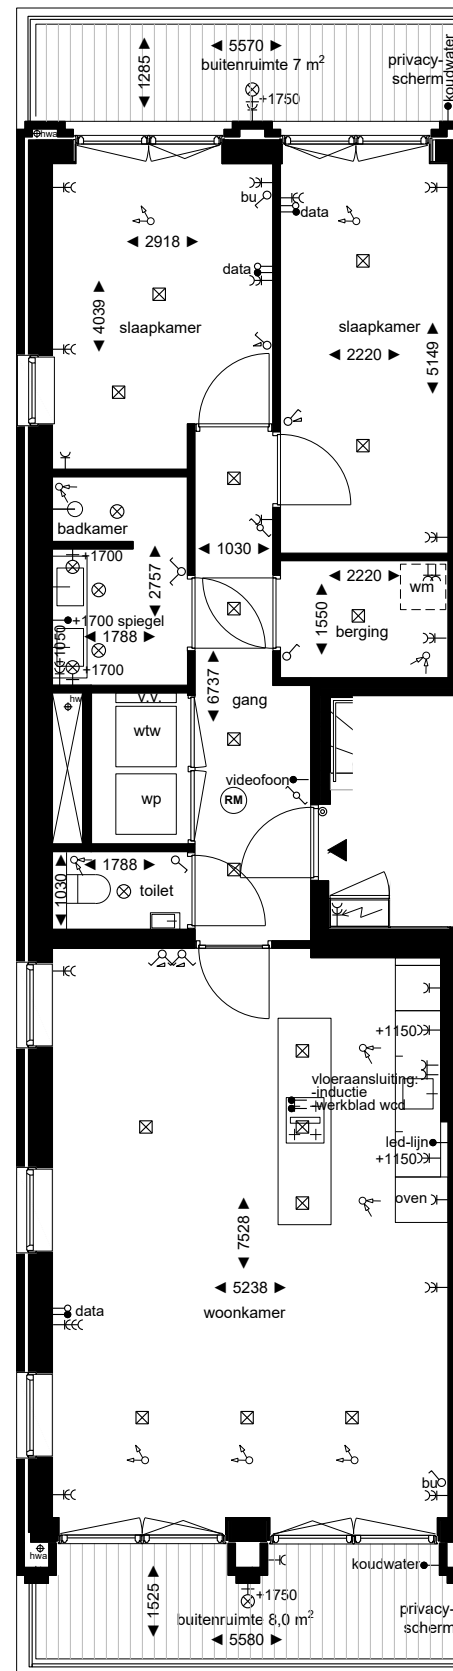 5570
1285
buitenruimte 7 m²
privacy-
scherm
koudwater
+1750
hwa
bu
data
2918
data
4039
slaapkamer
slaapkamer
2220
5149
badkamer
1030
+1700
2757
2220
wm
+1700 spiegel
1788
1550
berging
+1050
+1700
6737
gang
hwa
v.v.
wtw
videofoon
wp
RM
1788
1030
toilet
+1150
vloeraansluiting:
-inductie
-werkblad wcd
led-lijn
+1150
oven
7528
5238
data
woonkamer
bu
hwa
koudwater
1525
+1750
buitenruimte 8,0 m²
privacy-
scherm
5580